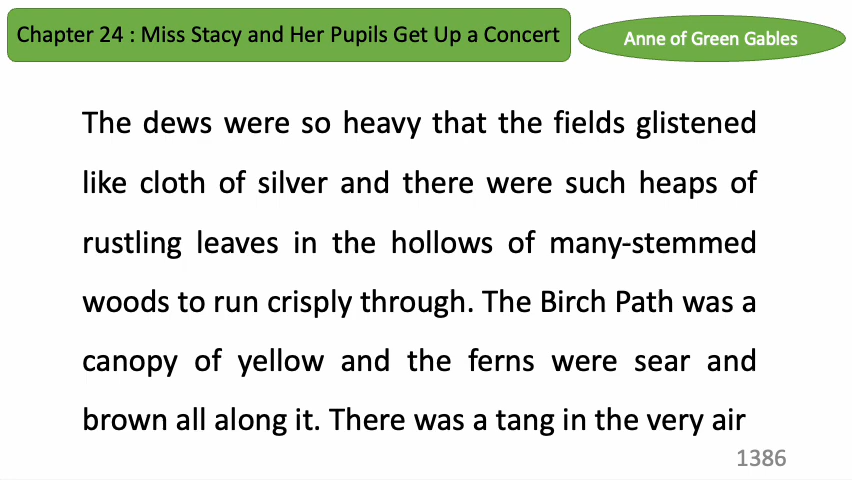 Chapter 24 : Miss Stacy and Her Pupils Get Up a Concert
Anne of Green Gables
The dews were so heavy that the fields glistened
like cloth of silver and there were such heaps of
rustling leaves in the hollows of many-stemmed
woods to run crisply through. The Birch Path was a
canopy of yellow and the ferns were sear and
brown all along it. There was a tang in the very air
1386